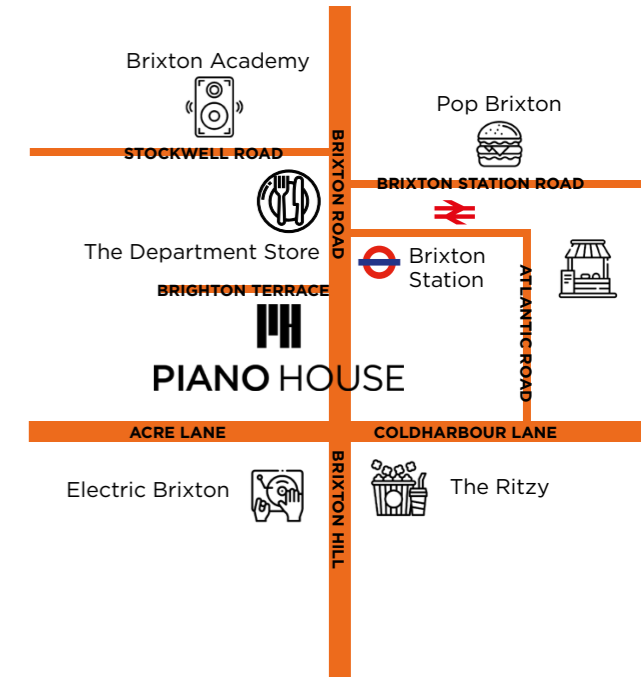 Brixton Academy
Pop Brixton
STOCKWELL ROAD
BRIXTON ROAD
BRIXTON STATION ROAD
The Department Store
Brixton
Station
ATLANTIC ROAD
BRIGHTON TERRACE
PH
PIANO HOUSE
ACRE LANE
COLDHARBOUR LANE
Electric Brixton
BRIXTON HILL
The Ritzy